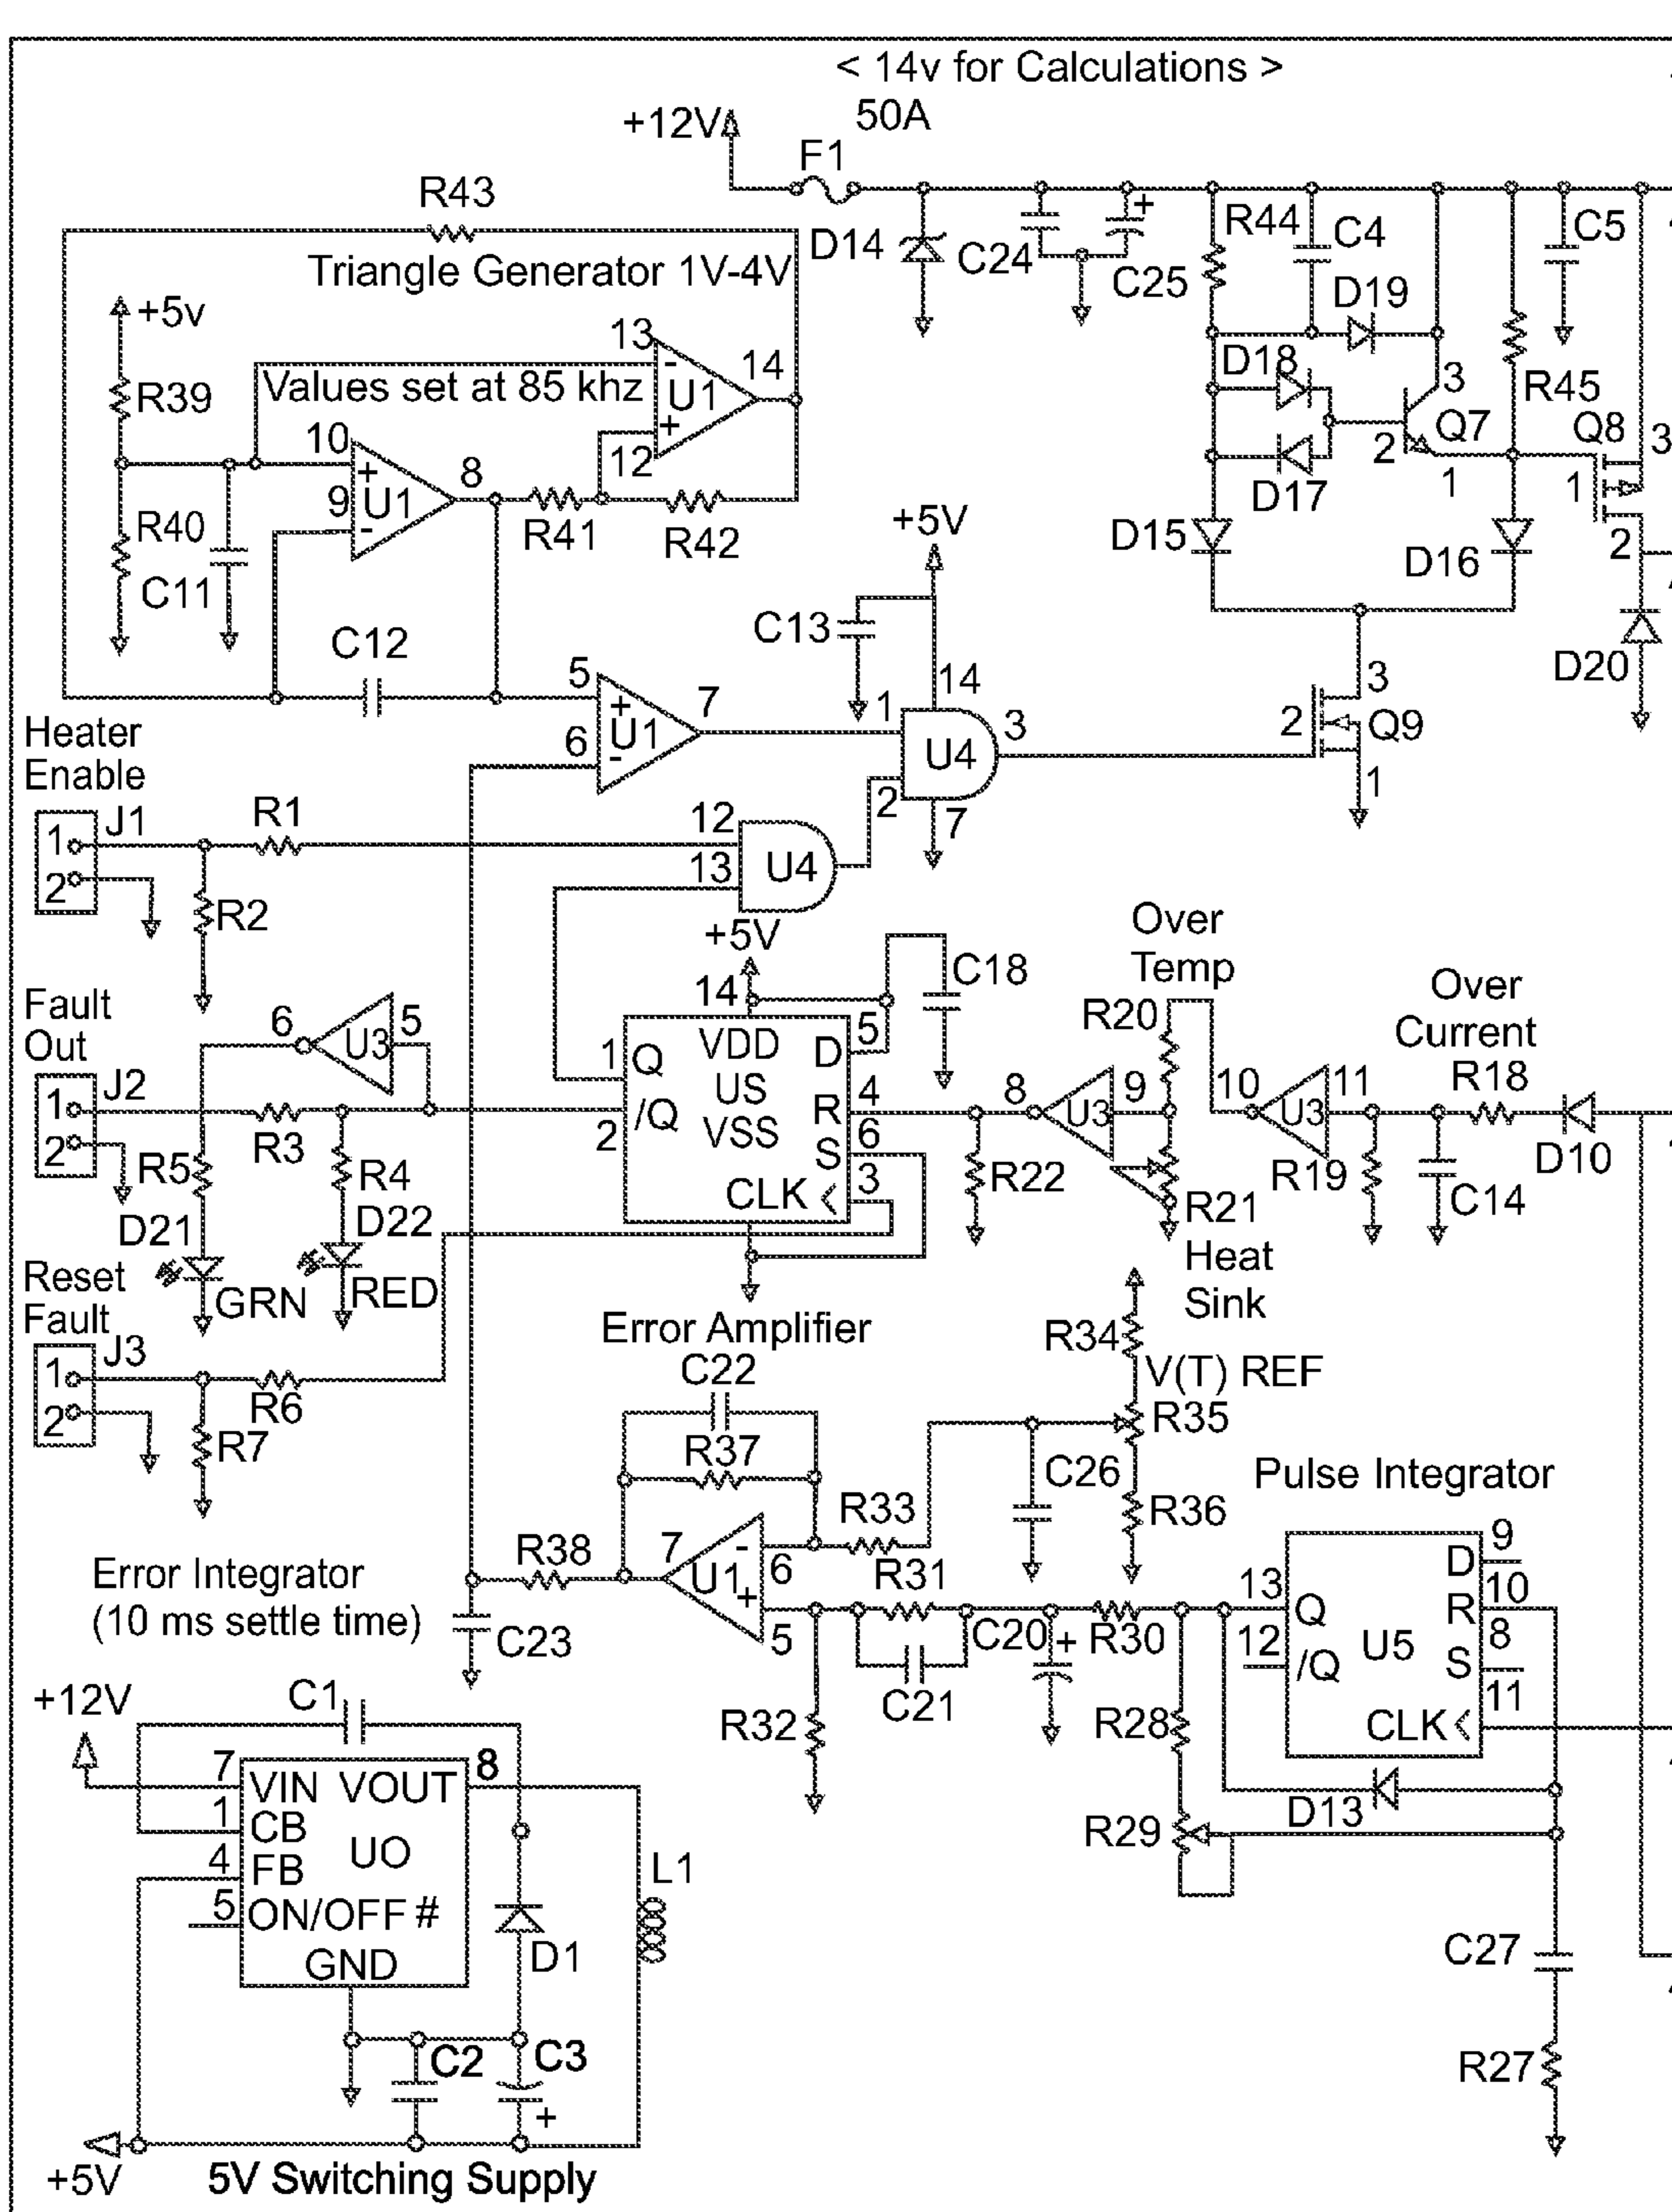 < 14v for Calculations >
50A
+12V
F1
R43
D14
C24
C25
R44
C4
C5
D19
Triangle Generator 1V-4V
+5v
13
-
14
U1
+
12
Values set at 85 khz
R39
10
+
8
9
U1
-
R40
C11
R41
R42
D18
D17
3
Q7
2
1
R45
Q8
3
1
2
D15
D16
D20
+5V
C12
C13
14
5
+
7
U1
6
-
1
3
U4
2
7
3
2
Q9
1
Heater
Enable
J1
1
2
R1
R2
12
13
U4
+5V
C18
14
Over
Temp
R20
Over
Current
R18
Fault
Out
6
5
U3
J2
1
2
R3
R5
R4
D21
GRN
D22
RED
1
Q
VDD
D
5
US
4
R
2
/Q
VSS
6
S
CLK <
3
8
9
U3
10
11
U3
R22
R21
Heat
Sink
R19
C14
D10
Reset
Fault
J3
1
2
R6
R7
Error Amplifier
C22
R37
R34
V(T) REF
R35
C26
R36
R33
R38
7
-
6
U1
+
5
R31
C20
+
R30
C21
R32
Error Integrator
(10 ms settle time)
C23
Pulse Integrator
9
D
13
10
Q
R
12
8
/Q
U5
S
11
CLK <
R28
D13
R29
C27
R27
+12V
C1
7
VIN
VOUT
8
1
CB
UO
4
FB
5
ON/OFF #
GND
L1
D1
C2
C3
+
+5V
5V Switching Supply